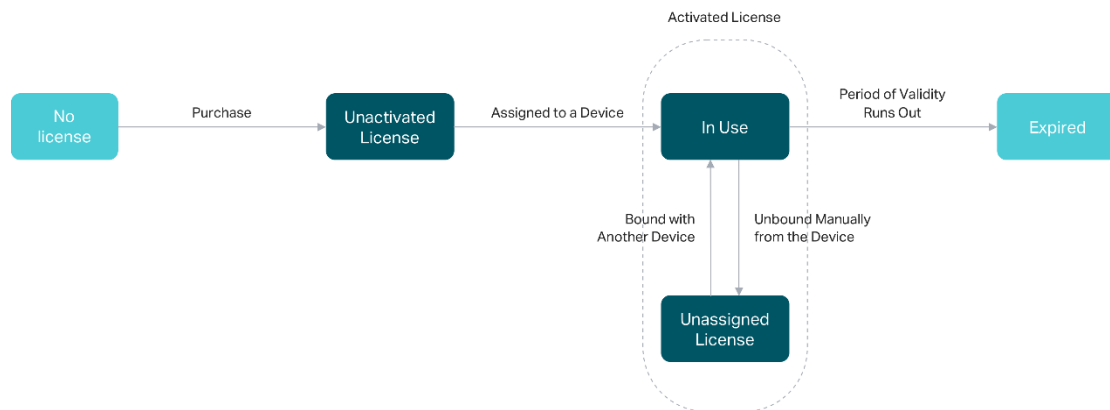 Activated License
No
license
Purchase
Unactivated
License
Assigned to a Device
In Use
Period of Validity
Runs Out
Expired
Bound with
Another Device
Unbound Manually
from the Device
Unassigned
License